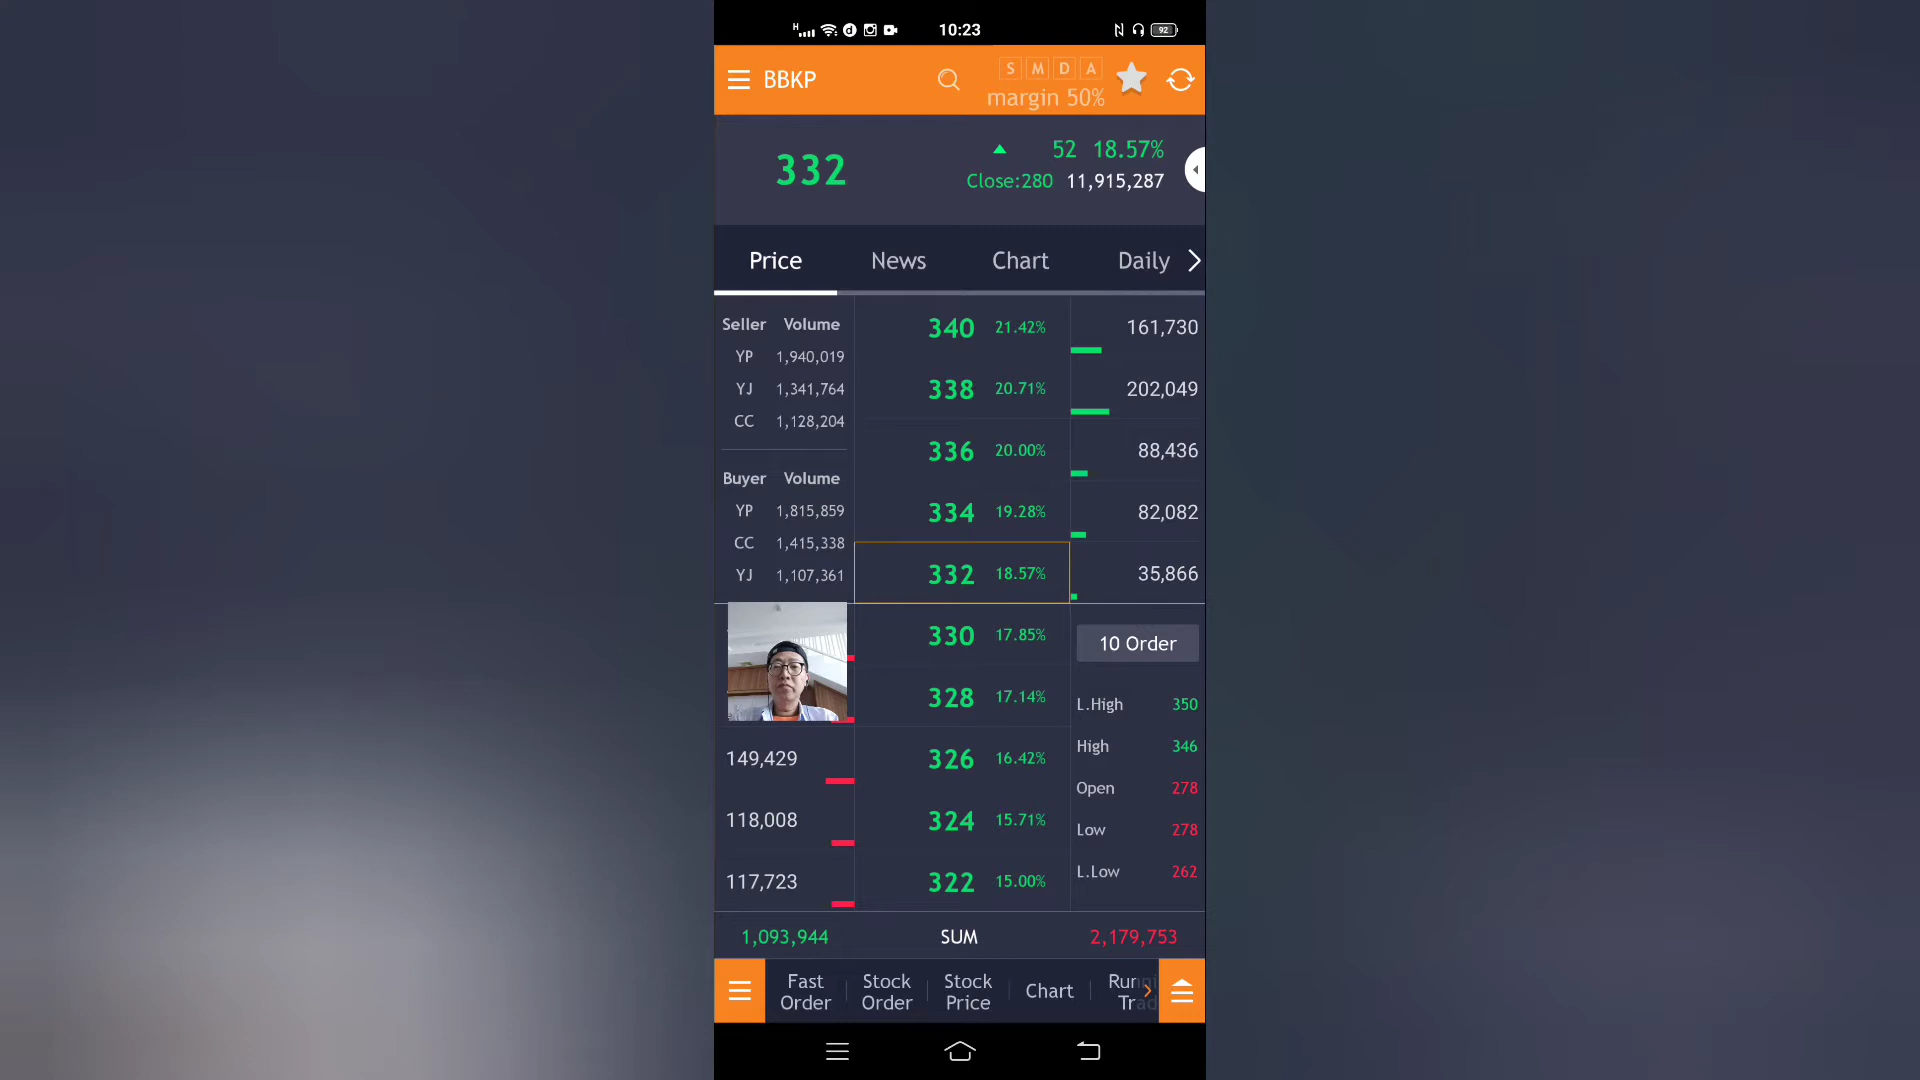 H 10:23 92
BBKP S M D A
margin 50%
332 52 18.57%
Close:280 11,915,287
Price News Chart Daily
Seller Volume 340 21.42% 161,730
YP 1,940,019
YJ 1,341,764 338 20.71% 202,049
CC 1,128,204
336 20.00% 88,436
Buyer Volume
YP 1,815,859 334 19.28% 82,082
CC 1,415,338
YJ 1,107,361 332 18.57% 35,866
330 17.85% 10 Order
328 17.14% L.High 350
High 346
149,429 326 16.42%
Open 278
118,008 324 15.71% Low 278
L.Low 262
117,723 322 15.00%
1,093,944 SUM 2,179,753
Fast Stock Stock Chart
Order Order Price